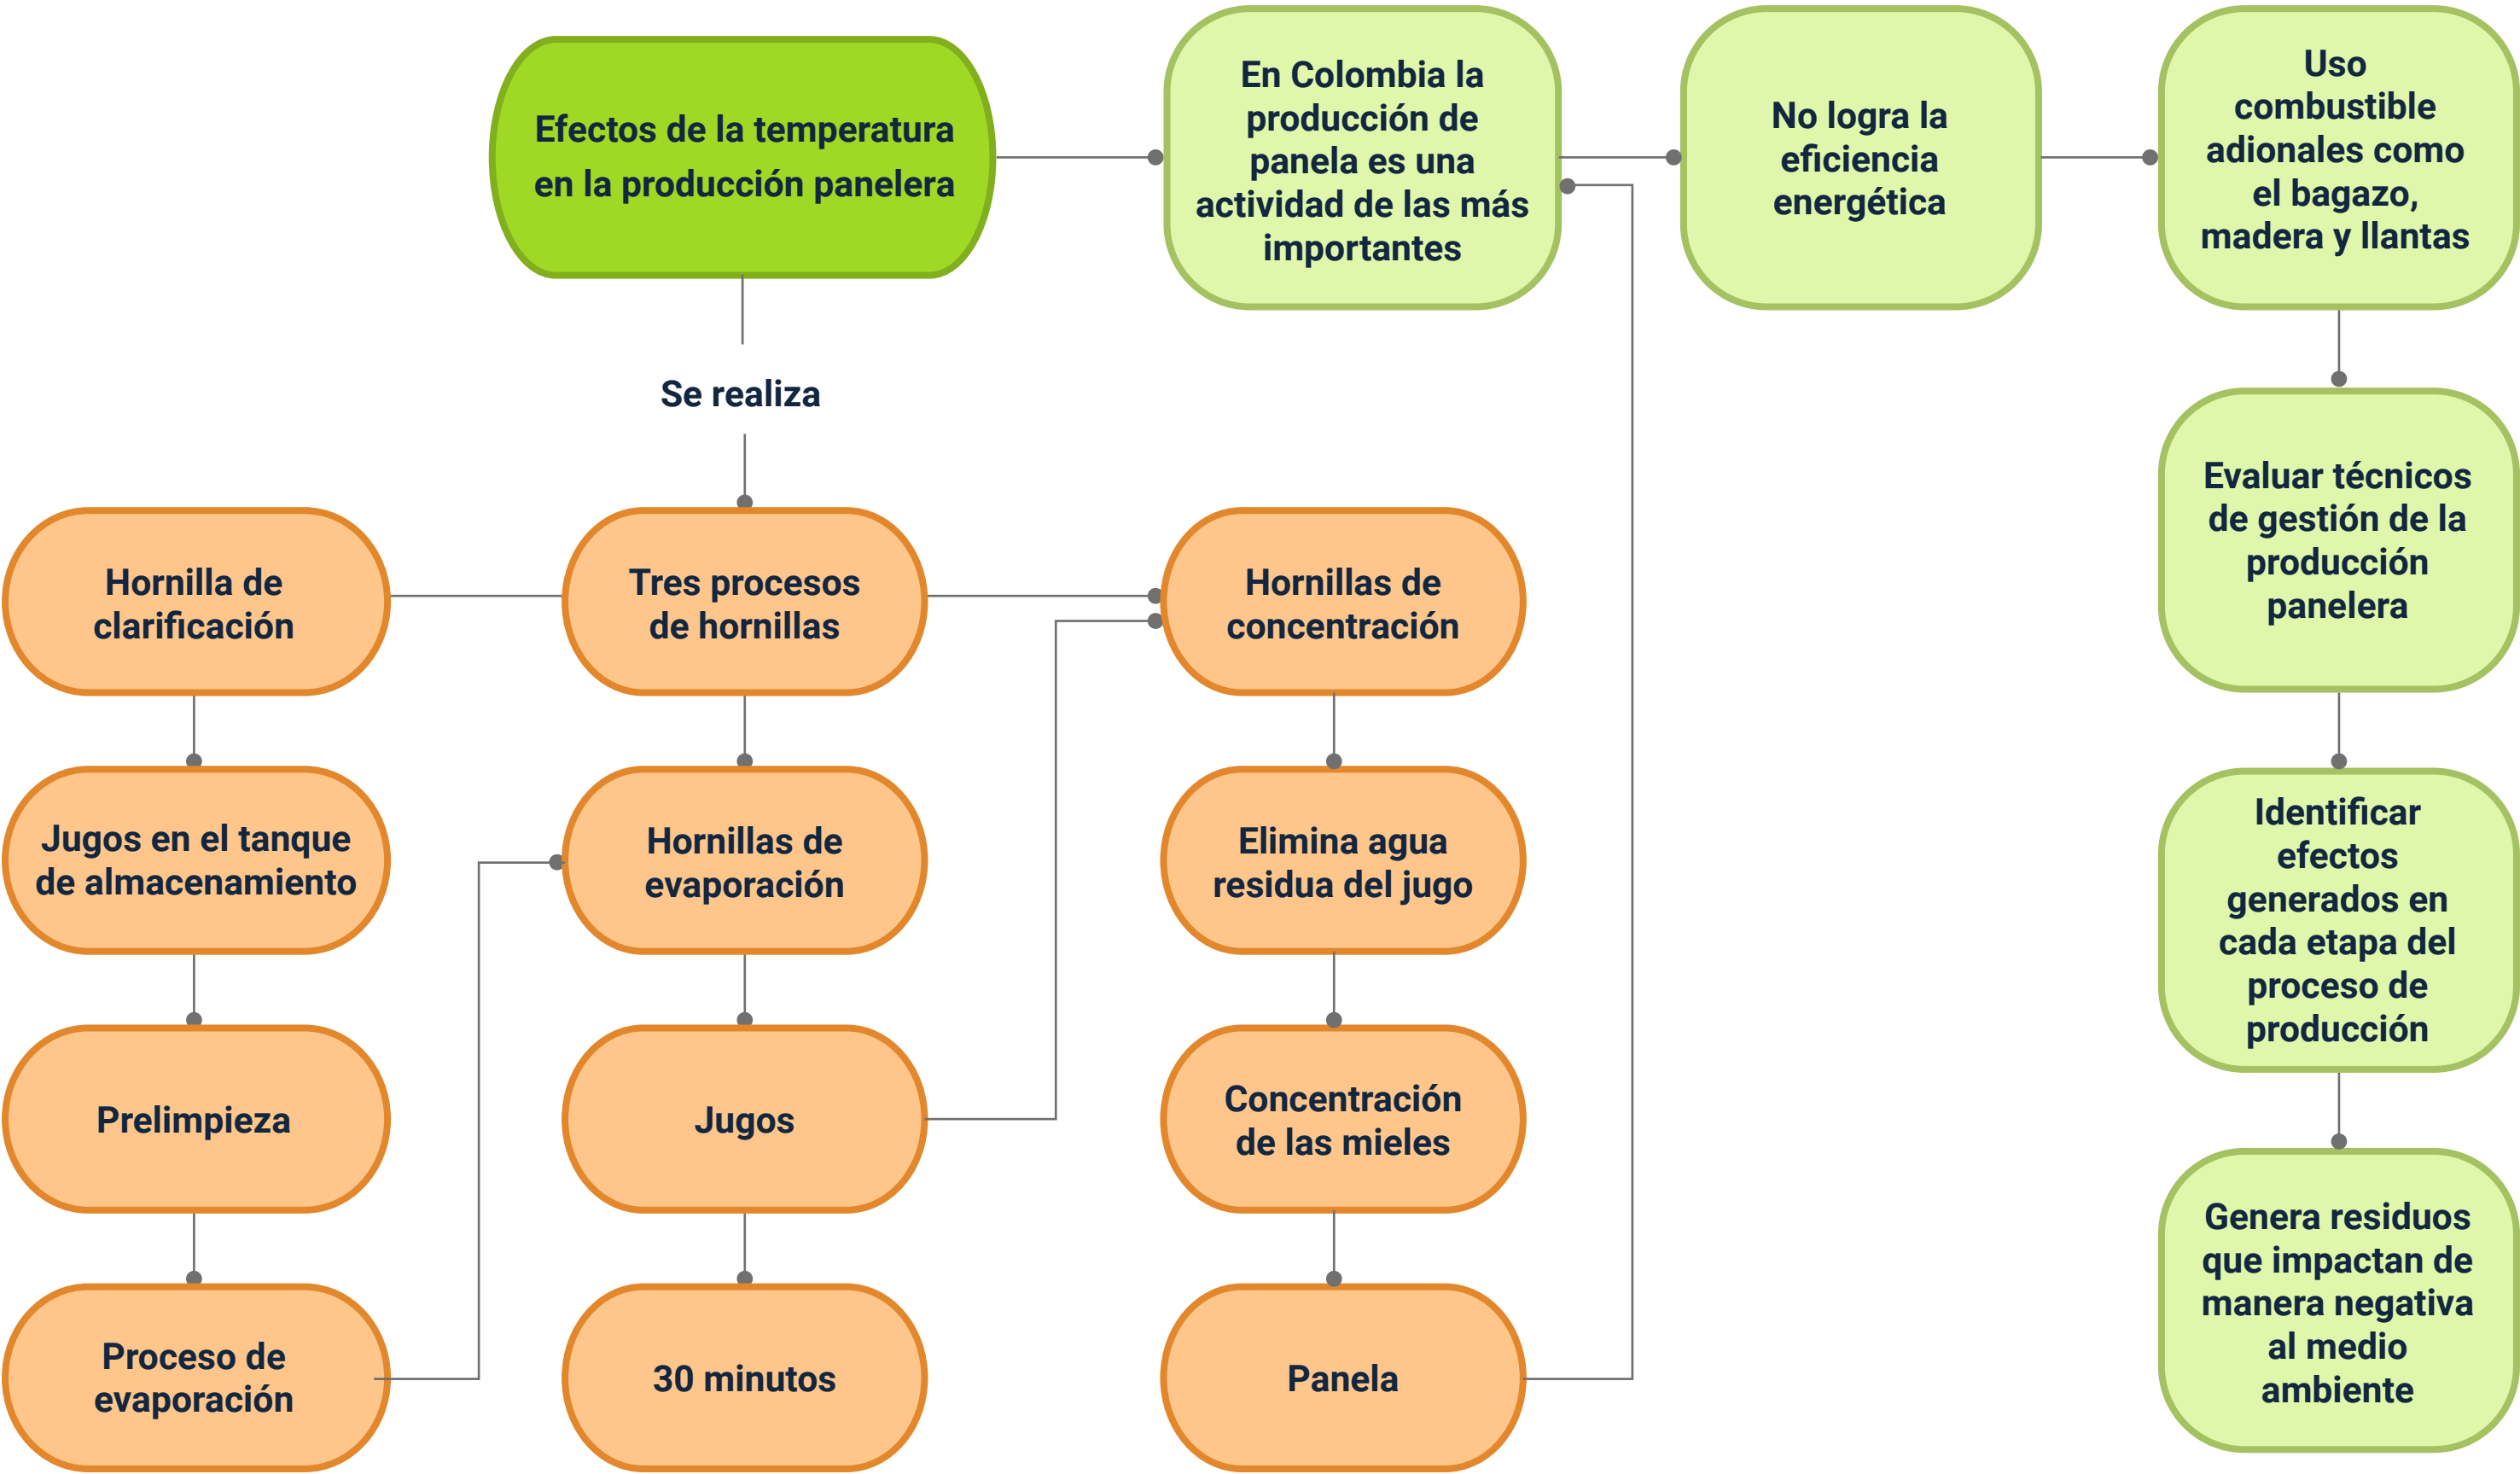 Efectos de la temperatura
en la producción panelera
En Colombia la
producción de
panela es una
actividad de las más
importantes
No logra la
eficiencia
energética
Uso
combustible
adionales como
el bagazo,
madera y llantas
Se realiza
Hornilla de
clarificación
Tres procesos
de hornillas
Hornillas de
concentración
Evaluar técnicos
de gestión de la
producción
panelera
Jugos en el tanque
de almacenamiento
Hornillas de
evaporación
Elimina agua
residua del jugo
Identificar
efectos
generados en
cada etapa del
proceso de
producción
Prelimpieza
Jugos
Concentración
de las mieles
Proceso de
evaporación
30 minutos
Panela
Genera residuos
que impactan de
manera negativa
al medio
ambiente